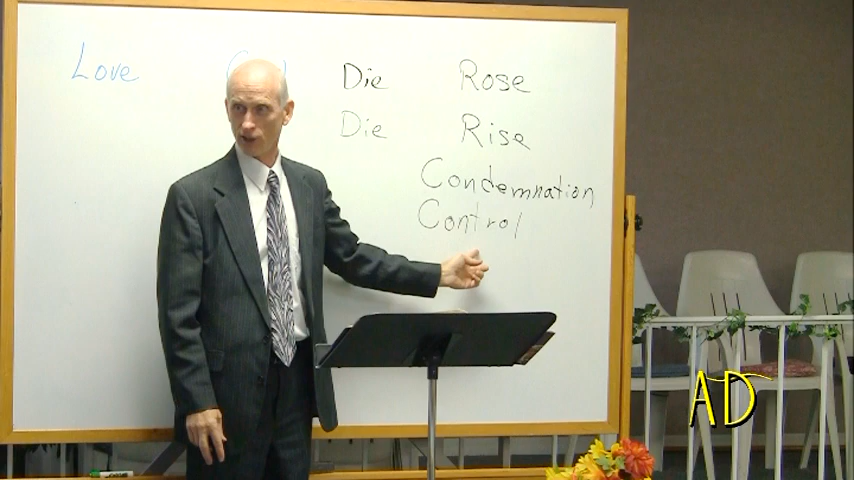 Love Die Rose
Die Rise
Condemnation
Control
AD